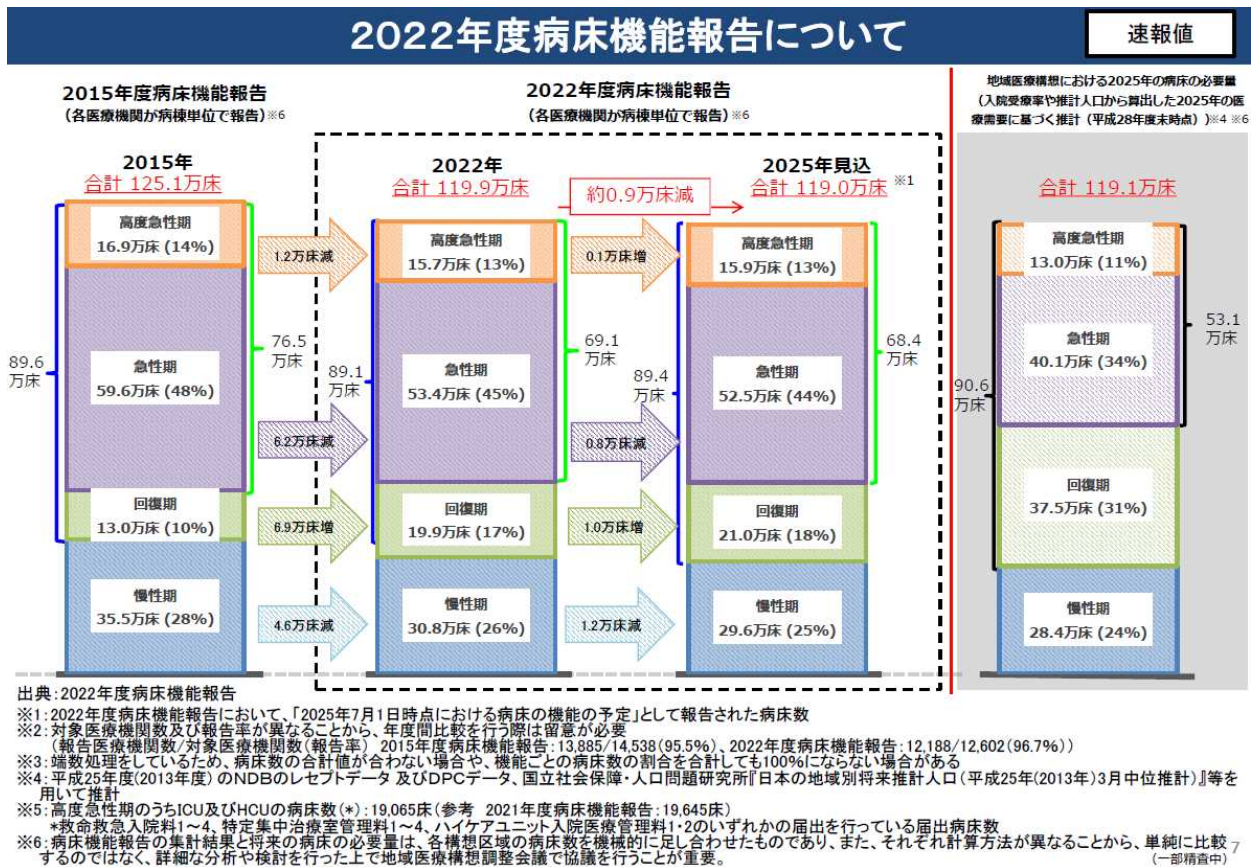 2022年度病床機能報告について
速報値
2015年度病床機能報告
(各医療機関が病棟単位で報告)※6
2015年
合計 125.1万床
高度急性期
16.9万床 (14%)
急性期
59.6万床 (48%)
回復期
13.0万床 (10%)
慢性期
35.5万床 (28%)
89.6
万床
76.5
万床
1.2万床減
6.2万床減
6.9万床増
4.6万床減
2022年度病床機能報告
(各医療機関が病棟単位で報告)※6
2022年
合計 119.9万床
高度急性期
15.7万床 (13%)
急性期
53.4万床 (45%)
回復期
19.9万床 (17%)
慢性期
30.8万床 (26%)
89.1
万床
69.1
万床
約0.9万床減
0.1万床増
0.8万床減
1.0万床増
1.2万床減
2025年見込
合計 119.0万床 ※1
高度急性期
15.9万床 (13%)
急性期
52.5万床 (44%)
回復期
21.0万床 (18%)
慢性期
29.6万床 (25%)
89.4
万床
68.4
万床
地域医療構想における2025年の病床の必要量
(入院受療率や推計人口から算出した2025年の医
療需要に基づく推計(平成28年度末時点))※4 ※6
合計 119.1万床
高度急性期
13.0万床 (11%)
急性期
40.1万床 (34%)
回復期
37.5万床 (31%)
慢性期
28.4万床 (24%)
90.6
万床
53.1
万床
出典:2022年度病床機能報告
※1:2022年度病床機能報告において、「2025年7月1日時点における病床の機能の予定」として報告された病床数
※2:対象医療機関数及び報告率が異なることから、年度間比較を行う際は留意が必要
(報告医療機関数/対象医療機関数(報告率) 2015年度病床機能報告:13,885/14,538(95.5%)、2022年度病床機能報告:12,188/12,602(96.7%))
※3:端数処理をしているため、病床数の合計値が合わない場合や、機能ごとの病床数の割合を合計しても100%にならない場合がある
※4:平成25年度(2013年度)のNDBのレセプトデータ 及びDPCデータ、国立社会保障・人口問題研究所『日本の地域別将来推計人口(平成25年(2013年)3月中位推計)』等を
用いて推計
※5:高度急性期のうちICU及びHCUの病床数(*):19,065床(参考 2021年度病床機能報告:19,645床)
*救命救急入院料1~4、特定集中治療室管理料1~4、ハイケアユニット入院医療管理料1・2のいずれかの届出を行っている届出病床数
※6:病床機能報告の集計結果と将来の病床の必要量は、各構想区域の病床数を機械的に足し合わせたものであり、また、それぞれ計算方法が異なることから、単純に比較
するのではなく、詳細な分析や検討を行った上で地域医療構想調整会議で協議を行うことが重要。
7
(一部精査中)